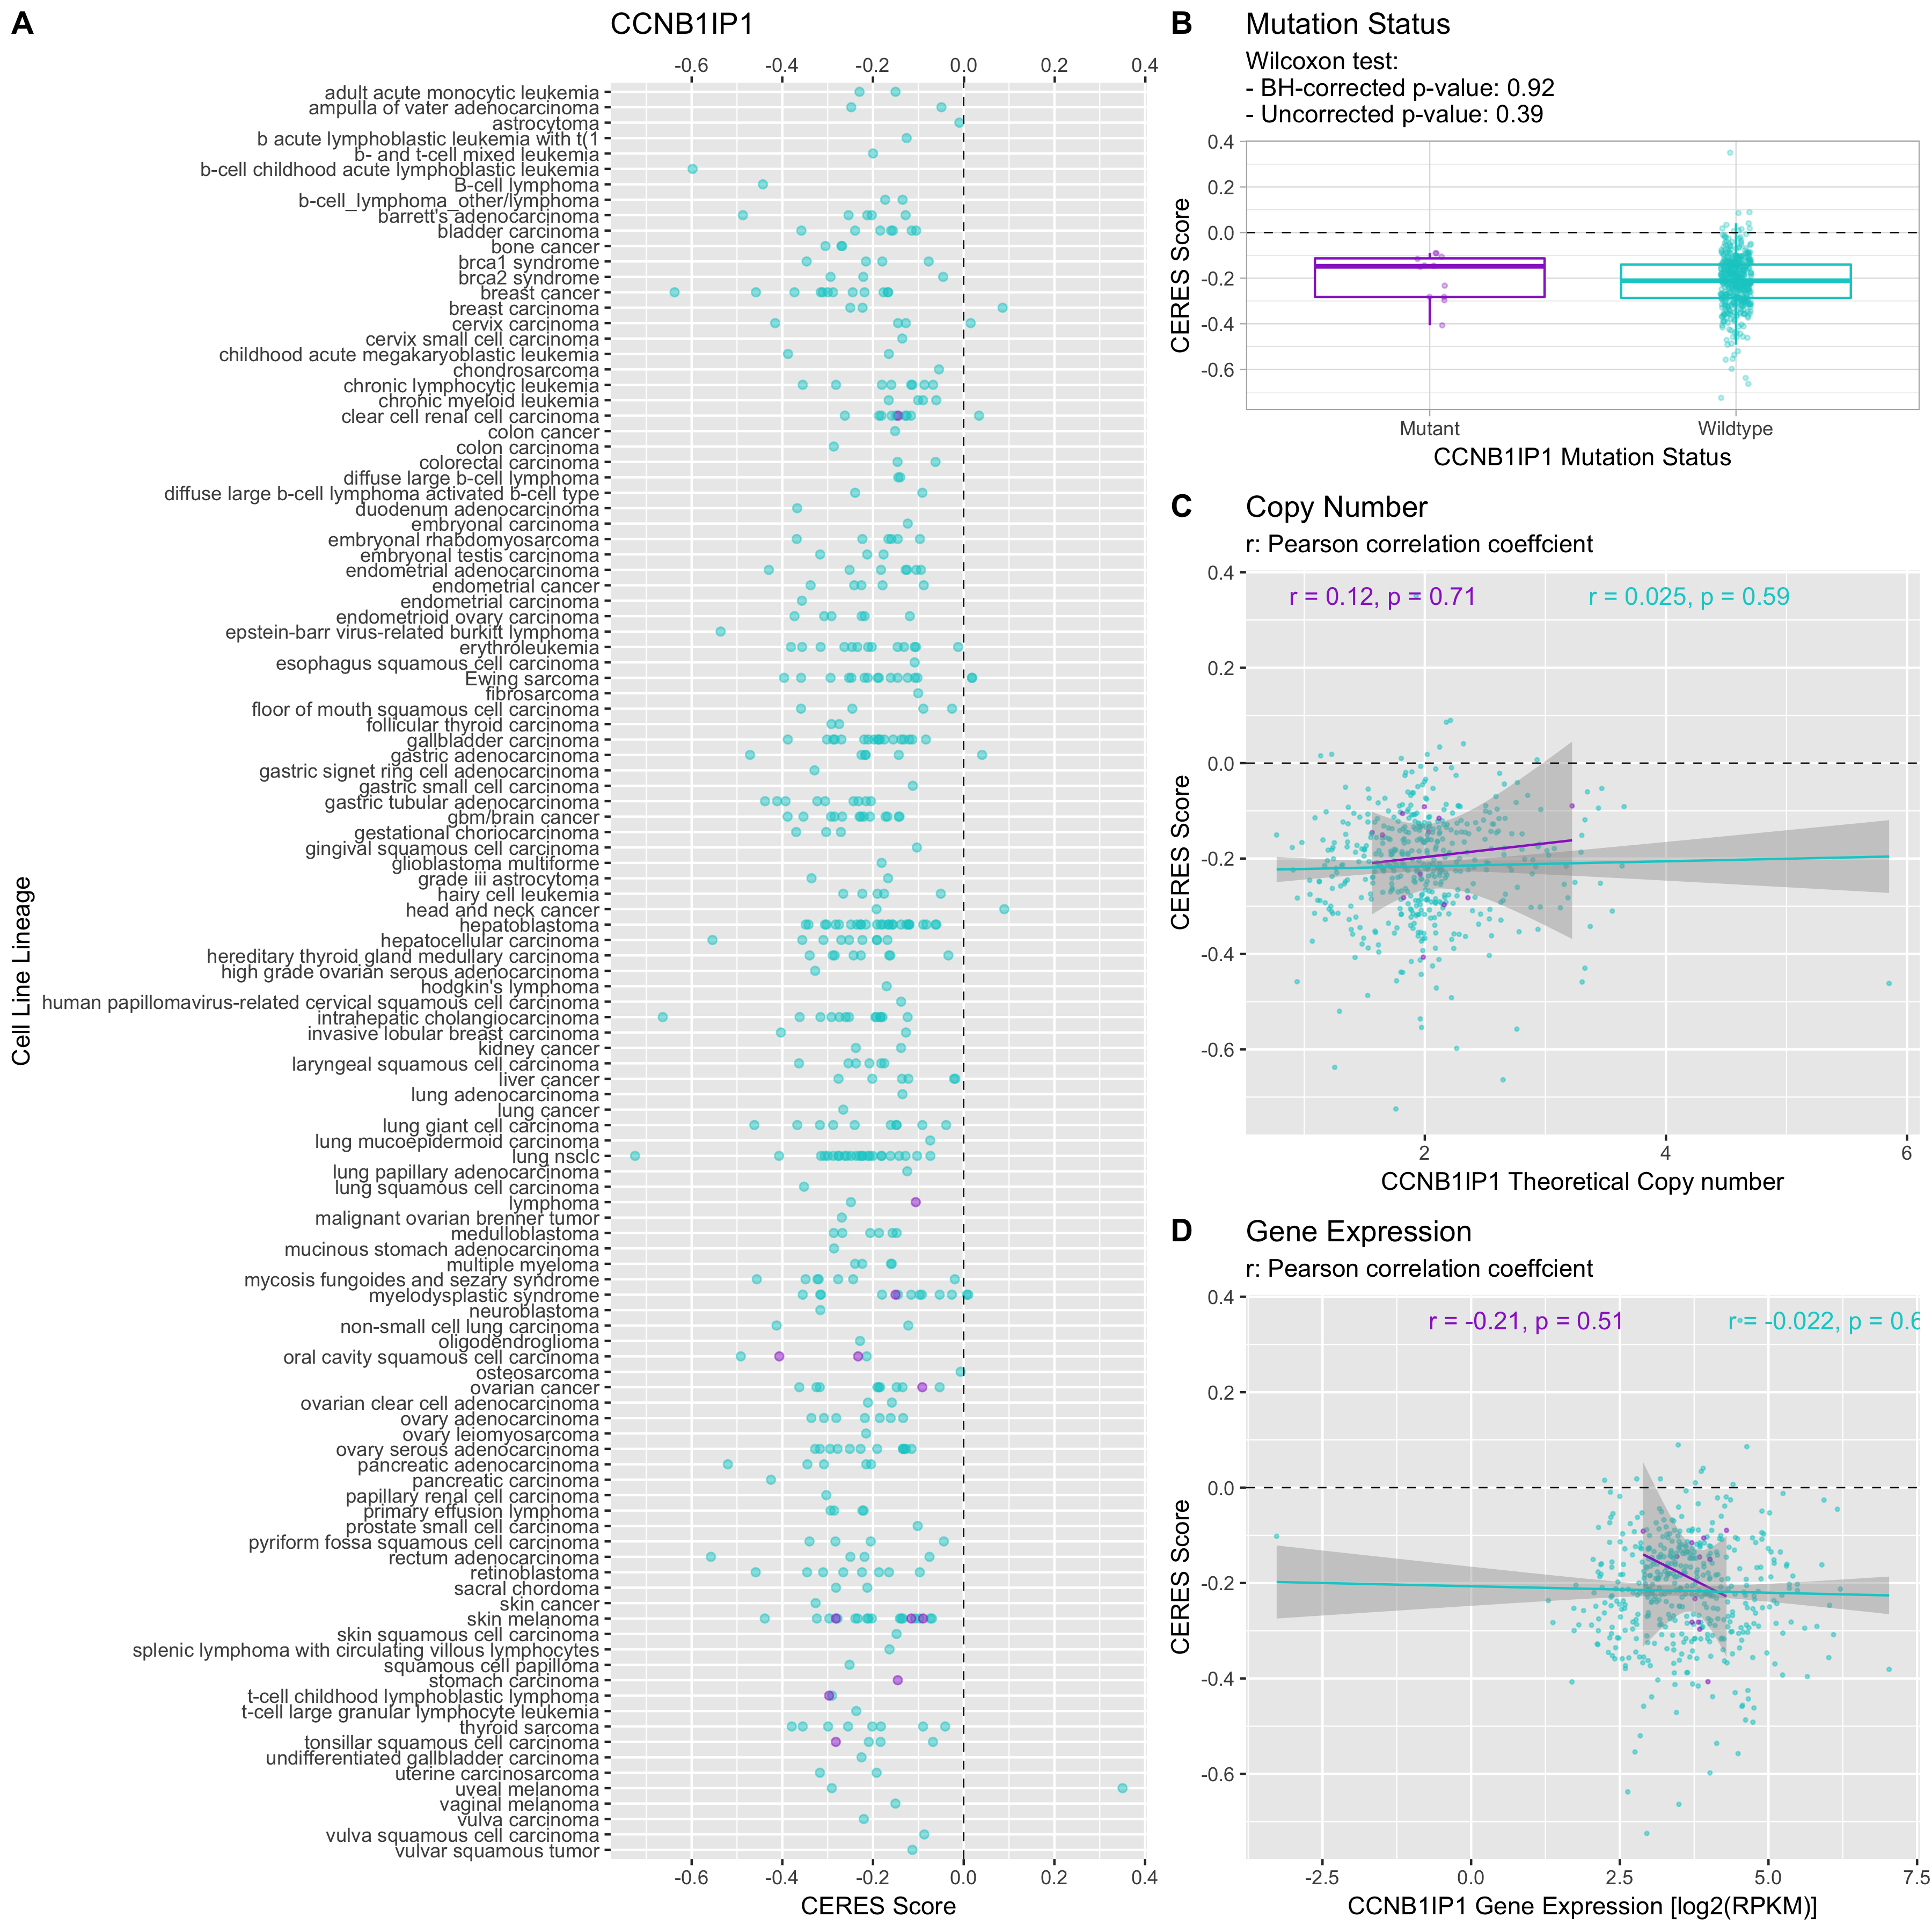 A
CCNB1IP1
-0.6 -0.4 -0.2 0.0 0.2 0.4
Cell Line Lineage
adult acute monocytic leukemia
ampulla of vater adenocarcinoma
astrocytoma
b acute lymphoblastic leukemia with t(1
b- and t-cell mixed leukemia
b-cell childhood acute lymphoblastic leukemia
B-cell lymphoma
b-cell_lymphoma_other/lymphoma
barrett's adenocarcinoma
bladder carcinoma
bone cancer
brca1 syndrome
brca2 syndrome
breast cancer
breast carcinoma
cervix carcinoma
cervix small cell carcinoma
childhood acute megakaryoblastic leukemia
chondrosarcoma
chronic lymphocytic leukemia
chronic myeloid leukemia
clear cell renal cell carcinoma
colon cancer
colon carcinoma
colorectal carcinoma
diffuse large b-cell lymphoma
diffuse large b-cell lymphoma activated b-cell type
duodenum adenocarcinoma
embryonal carcinoma
embryonal rhabdomyosarcoma
embryonal testis carcinoma
endometrial adenocarcinoma
endometrial cancer
endometrial carcinoma
endometrioid ovary carcinoma
epstein-barr virus-related burkitt lymphoma
erythroleukemia
esophagus squamous cell carcinoma
Ewing sarcoma
fibrosarcoma
floor of mouth squamous cell carcinoma
follicular thyroid carcinoma
gallbladder carcinoma
gastric adenocarcinoma
gastric signet ring cell adenocarcinoma
gastric small cell carcinoma
gastric tubular adenocarcinoma
gbm/brain cancer
gestational choriocarcinoma
gingival squamous cell carcinoma
glioblastoma multiforme
grade iii astrocytoma
hairy cell leukemia
head and neck cancer
hepatoblastoma
hepatocellular carcinoma
hereditary thyroid gland medullary carcinoma
high grade ovarian serous adenocarcinoma
hodgkin's lymphoma
human papillomavirus-related cervical squamous cell carcinoma
intrahepatic cholangiocarcinoma
invasive lobular breast carcinoma
kidney cancer
laryngeal squamous cell carcinoma
liver cancer
lung adenocarcinoma
lung cancer
lung giant cell carcinoma
lung mucoepidermoid carcinoma
lung nsclc
lung papillary adenocarcinoma
lung squamous cell carcinoma
lymphoma
malignant ovarian brenner tumor
medulloblastoma
mucinous stomach adenocarcinoma
multiple myeloma
mycosis fungoides and sezary syndrome
myelodysplastic syndrome
neuroblastoma
non-small cell lung carcinoma
oligodendroglioma
oral cavity squamous cell carcinoma
osteosarcoma
ovarian cancer
ovarian clear cell adenocarcinoma
ovary adenocarcinoma
ovary leiomyosarcoma
ovary serous adenocarcinoma
pancreatic adenocarcinoma
pancreatic carcinoma
papillary renal cell carcinoma
primary effusion lymphoma
prostate small cell carcinoma
pyriform fossa squamous cell carcinoma
rectum adenocarcinoma
retinoblastoma
sacral chordoma
skin cancer
skin melanoma
skin squamous cell carcinoma
splenic lymphoma with circulating villous lymphocytes
squamous cell papilloma
stomach carcinoma
t-cell childhood lymphoblastic lymphoma
t-cell large granular lymphocyte leukemia
thyroid sarcoma
tonsillar squamous cell carcinoma
undifferentiated gallbladder carcinoma
uterine carcinosarcoma
uveal melanoma
vaginal melanoma
vulva carcinoma
vulva squamous cell carcinoma
vulvar squamous tumor
-0.6 -0.4 -0.2 0.0 0.2 0.4
CERES Score
B
Mutation Status
Wilcoxon test:
- BH-corrected p-value: 0.92
- Uncorrected p-value: 0.39
CERES Score
0.4
0.2
0.0
-0.2
-0.4
-0.6
Mutant Wildtype
CCNB1IP1 Mutation Status
C
Copy Number
r: Pearson correlation coeffcient
r = 0.12, p = 0.71 r = 0.025, p = 0.59
CERES Score
0.4
0.2
0.0
-0.2
-0.4
-0.6
2 4 6
CCNB1IP1 Theoretical Copy number
D
Gene Expression
r: Pearson correlation coeffcient
r = -0.21, p = 0.51 r = -0.022, p = 0.6
CERES Score
0.4
0.2
0.0
-0.2
-0.4
-0.6
-2.5 0.0 2.5 5.0 7.5
CCNB1IP1 Gene Expression [log2(RPKM)]